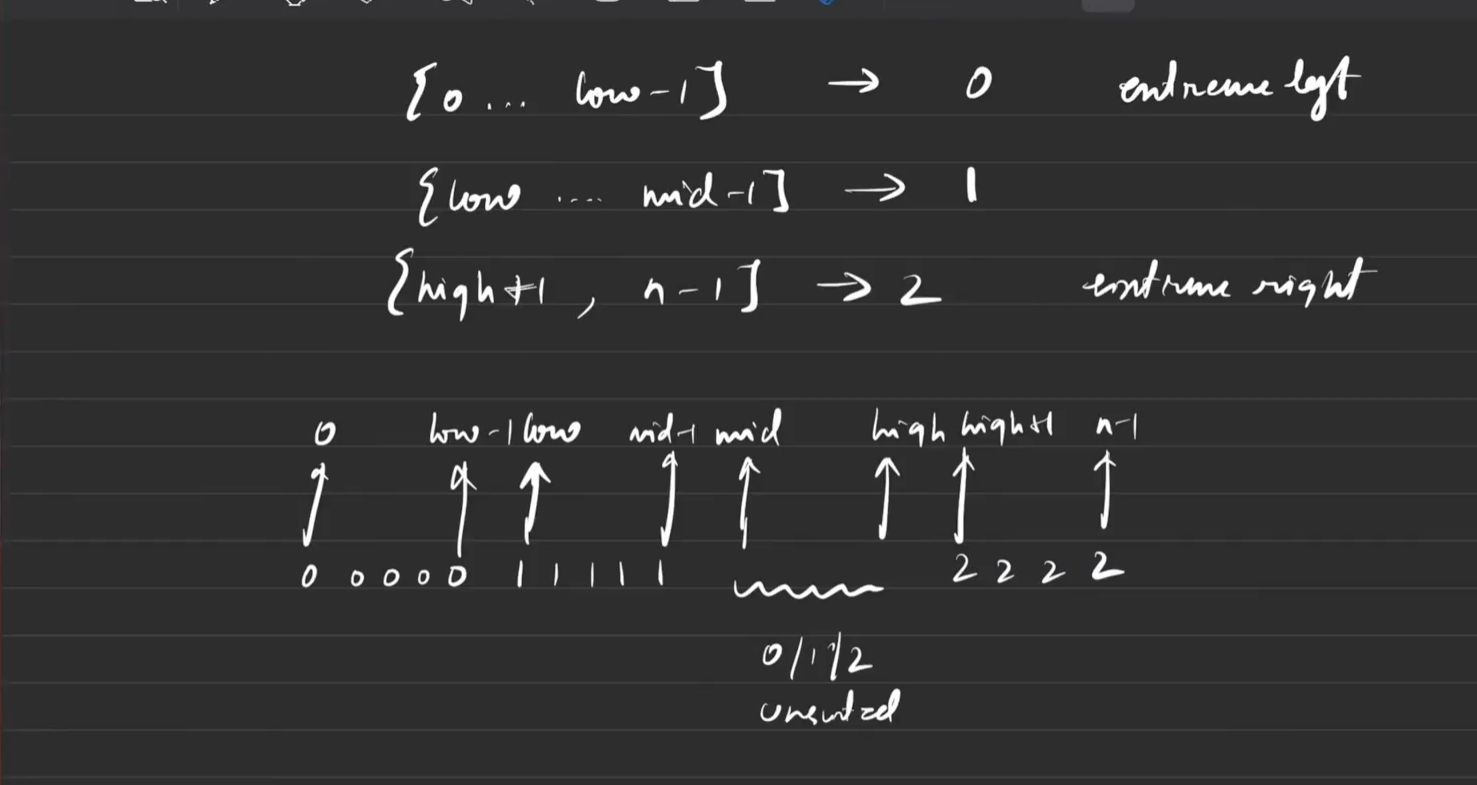 [0 ... low-1] → 0 extreme left
[low .... mid-1] → 1
[high+1, n-1] → 2 extreme right
0 low-1 low mid-1 mid high high+1 n-1
0 0 0 0 0 1 1 1 1 1 2 2 2 2
0/1/2
unsorted